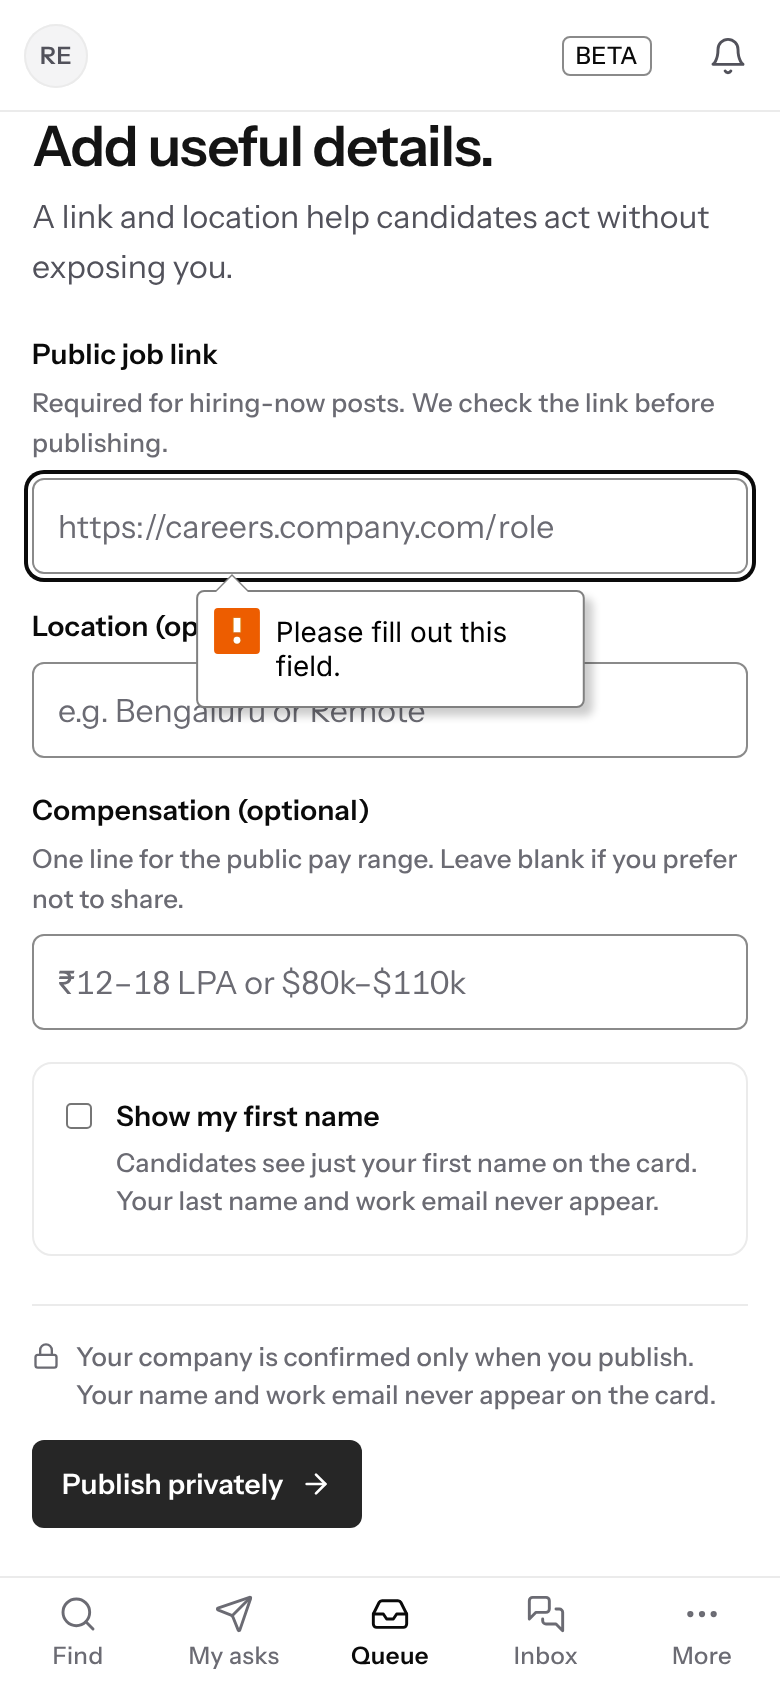 RE
BETA
Add useful details.
A link and location help candidates act without
exposing you.
Public job link
Required for hiring-now posts. We check the link before
publishing.
https://careers.company.com/role
Please fill out this
field.
Location (op
e.g. Bengaluru or Remote
Compensation (optional)
One line for the public pay range. Leave blank if you prefer
not to share.
₹12–18 LPA or $80k–$110k
Show my first name
Candidates see just your first name on the card.
Your last name and work email never appear.
Your company is confirmed only when you publish.
Your name and work email never appear on the card.
Publish privately →
Find
My asks
Queue
Inbox
More